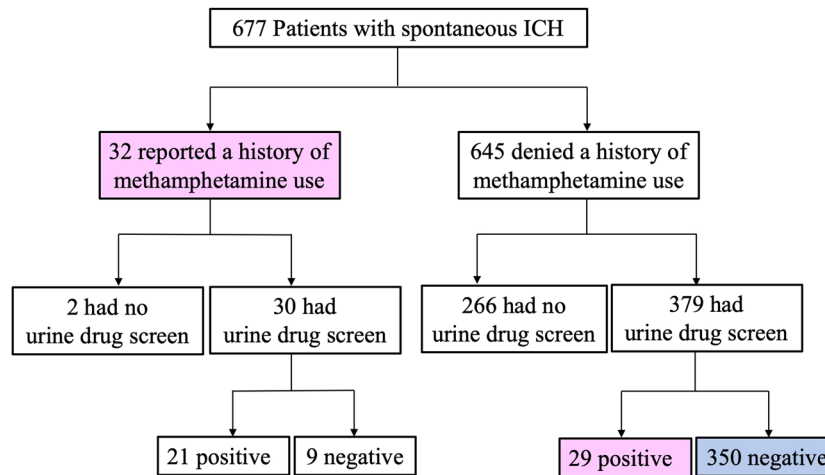 677 Patients with spontaneous ICH
32 reported a history of
methamphetamine use
645 denied a history of
methamphetamine use
2 had no
urine drug screen
30 had
urine drug screen
266 had no
urine drug screen
379 had
urine drug screen
21 positive
9 negative
29 positive
350 negative